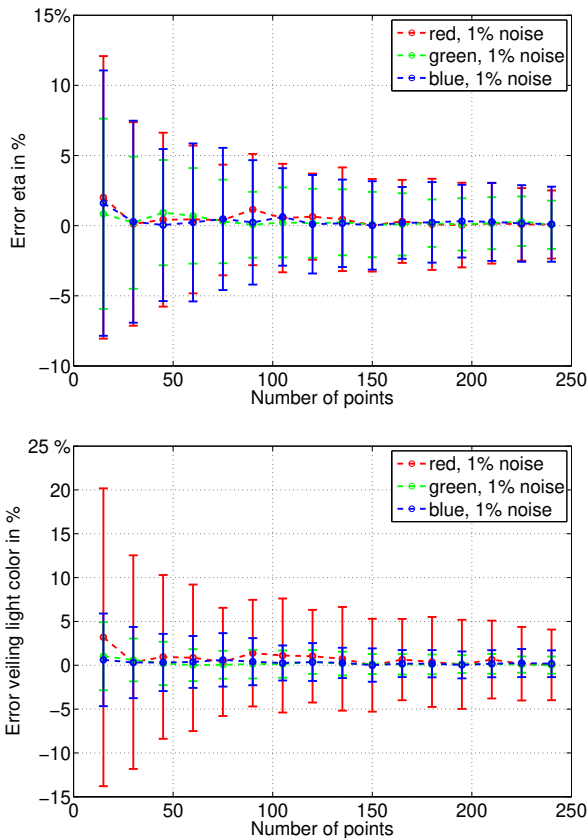 15%
10
5
0
−5
−10
Error eta in %
red, 1% noise
green, 1% noise
blue, 1% noise
0 50 100 150 200 250
Number of points
25 %
20
15
10
5
0
−5
−10
−15
Error veiling light color in %
red, 1% noise
green, 1% noise
blue, 1% noise
0 50 100 150 200 250
Number of points